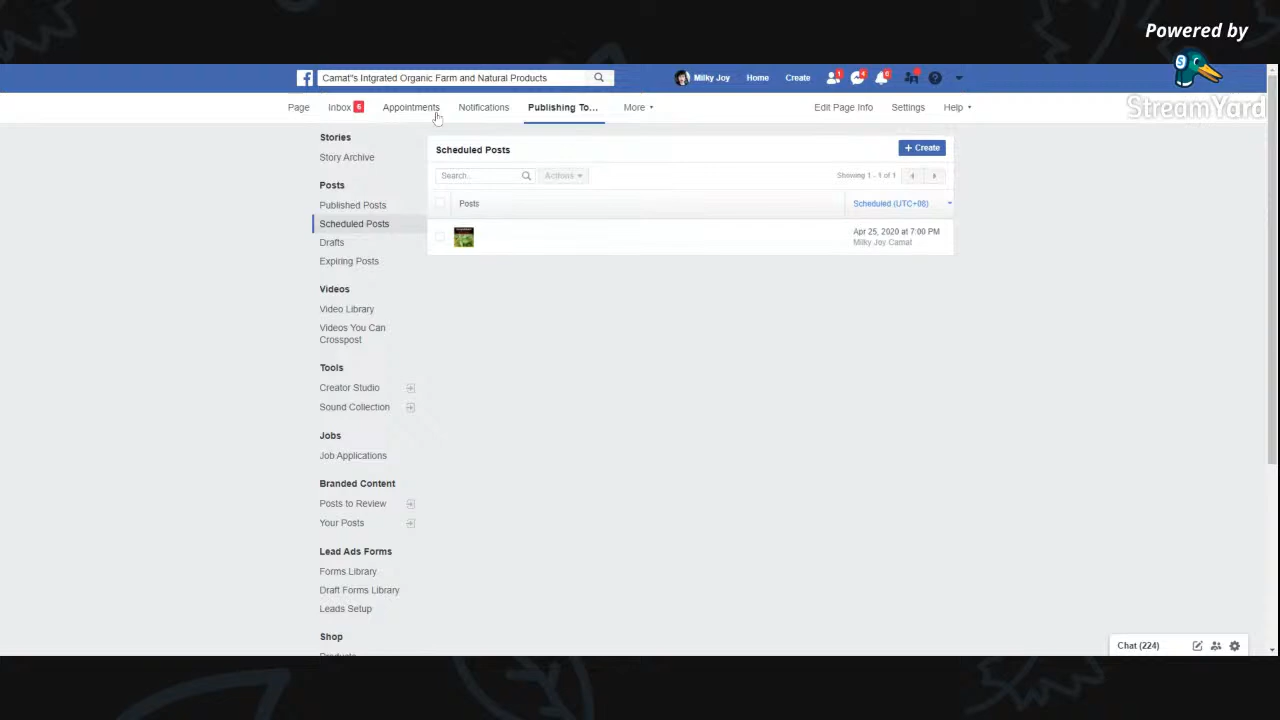 Powered by
StreamYard
Camat"s Intgrated Organic Farm and Natural Products
Milky Joy
Home
Create
1
4
6
Page
Inbox 6
Appointments
Notifications
Publishing To...
More
Edit Page Info
Settings
Help
Stories
Story Archive
Posts
Published Posts
Scheduled Posts
Drafts
Expiring Posts
Videos
Video Library
Videos You Can
Crosspost
Tools
Creator Studio
Sound Collection
Jobs
Job Applications
Branded Content
Posts to Review
Your Posts
Lead Ads Forms
Forms Library
Draft Forms Library
Leads Setup
Shop
Scheduled Posts
+ Create
Search...
Actions
Showing 1 - 1 of 1
Posts
Scheduled (UTC+08)
Apr 25, 2020 at 7:00 PM
Milky Joy Camat
Chat (224)